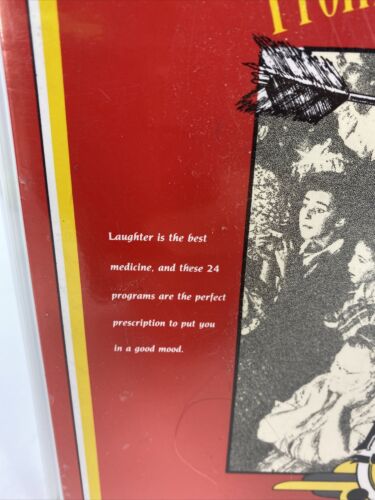 From
Laughter is the best
medicine, and these 24
programs are the perfect
prescription to put you
in a good mood.